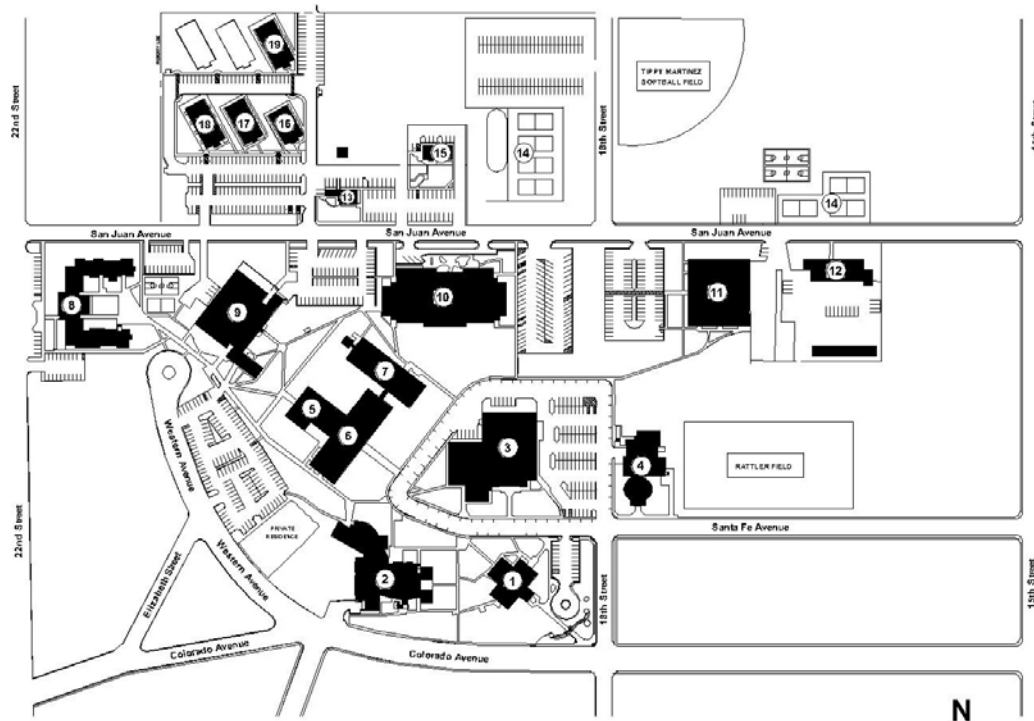 19
TIPPY MARTINEZ
SOFTBALL FIELD
22nd Street
18th Street
18
17
16
15
14
13
14
San Juan Avenue
San Juan Avenue
San Juan Avenue
8
9
10
11
12
7
5
6
3
4
RATTLER FIELD
Western Avenue
22nd Street
PRIVATE
RESIDENCE
Santa Fe Avenue
Elizabeth Street
Western Avenue
2
1
18th Street
15th Street
Colorado Avenue
Colorado Avenue
N